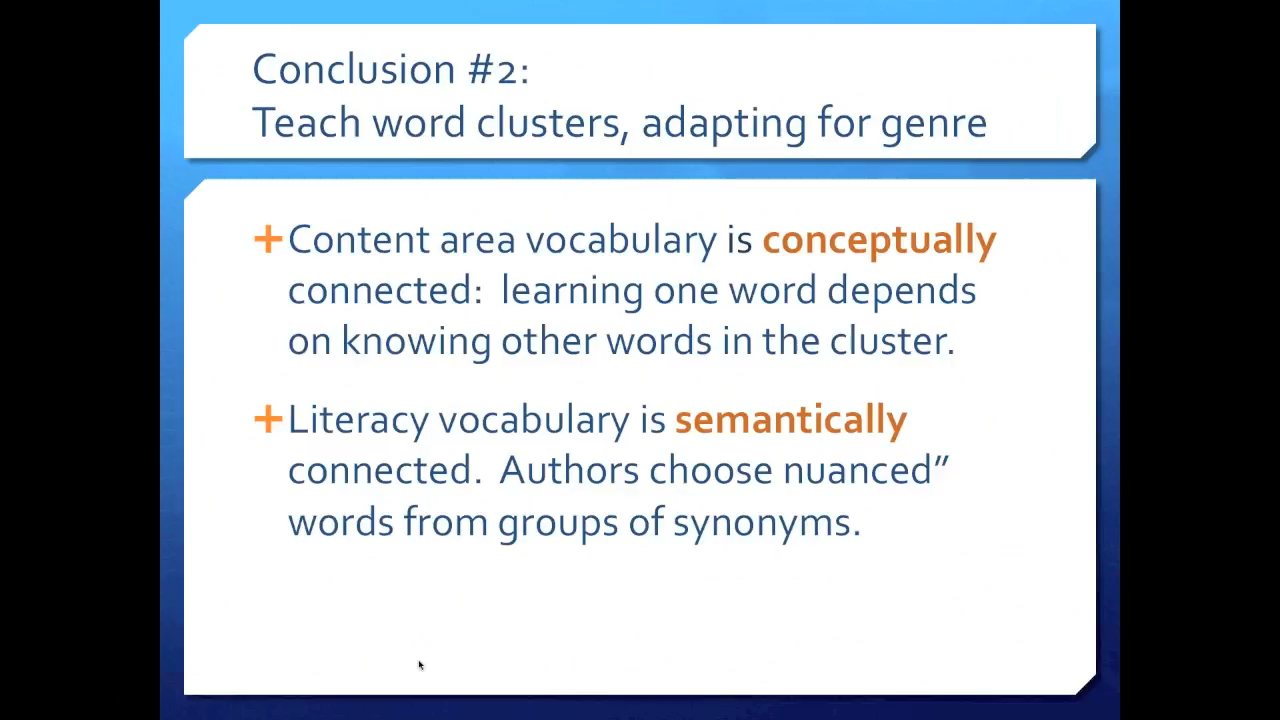 Conclusion #2:
Teach word clusters, adapting for genre
+Content area vocabulary is conceptually
connected: learning one word depends
on knowing other words in the cluster.
+Literacy vocabulary is semantically
connected. Authors choose nuanced”
words from groups of synonyms.